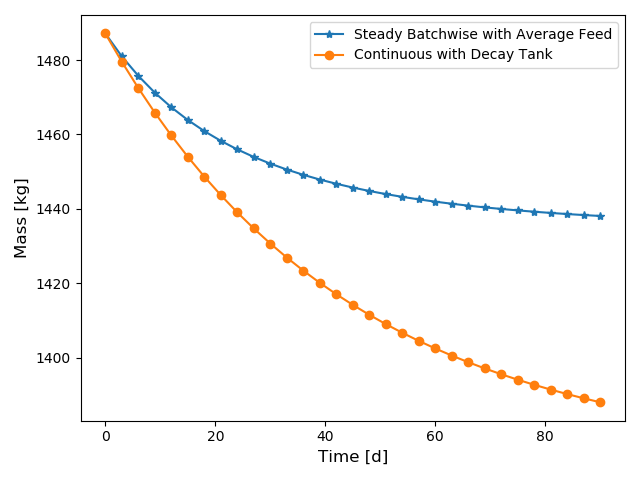 Steady Batchwise with Average Feed
Continuous with Decay Tank
1480
1460
1440
1420
1400
Mass [kg]
0 20 40 60 80
Time [d]